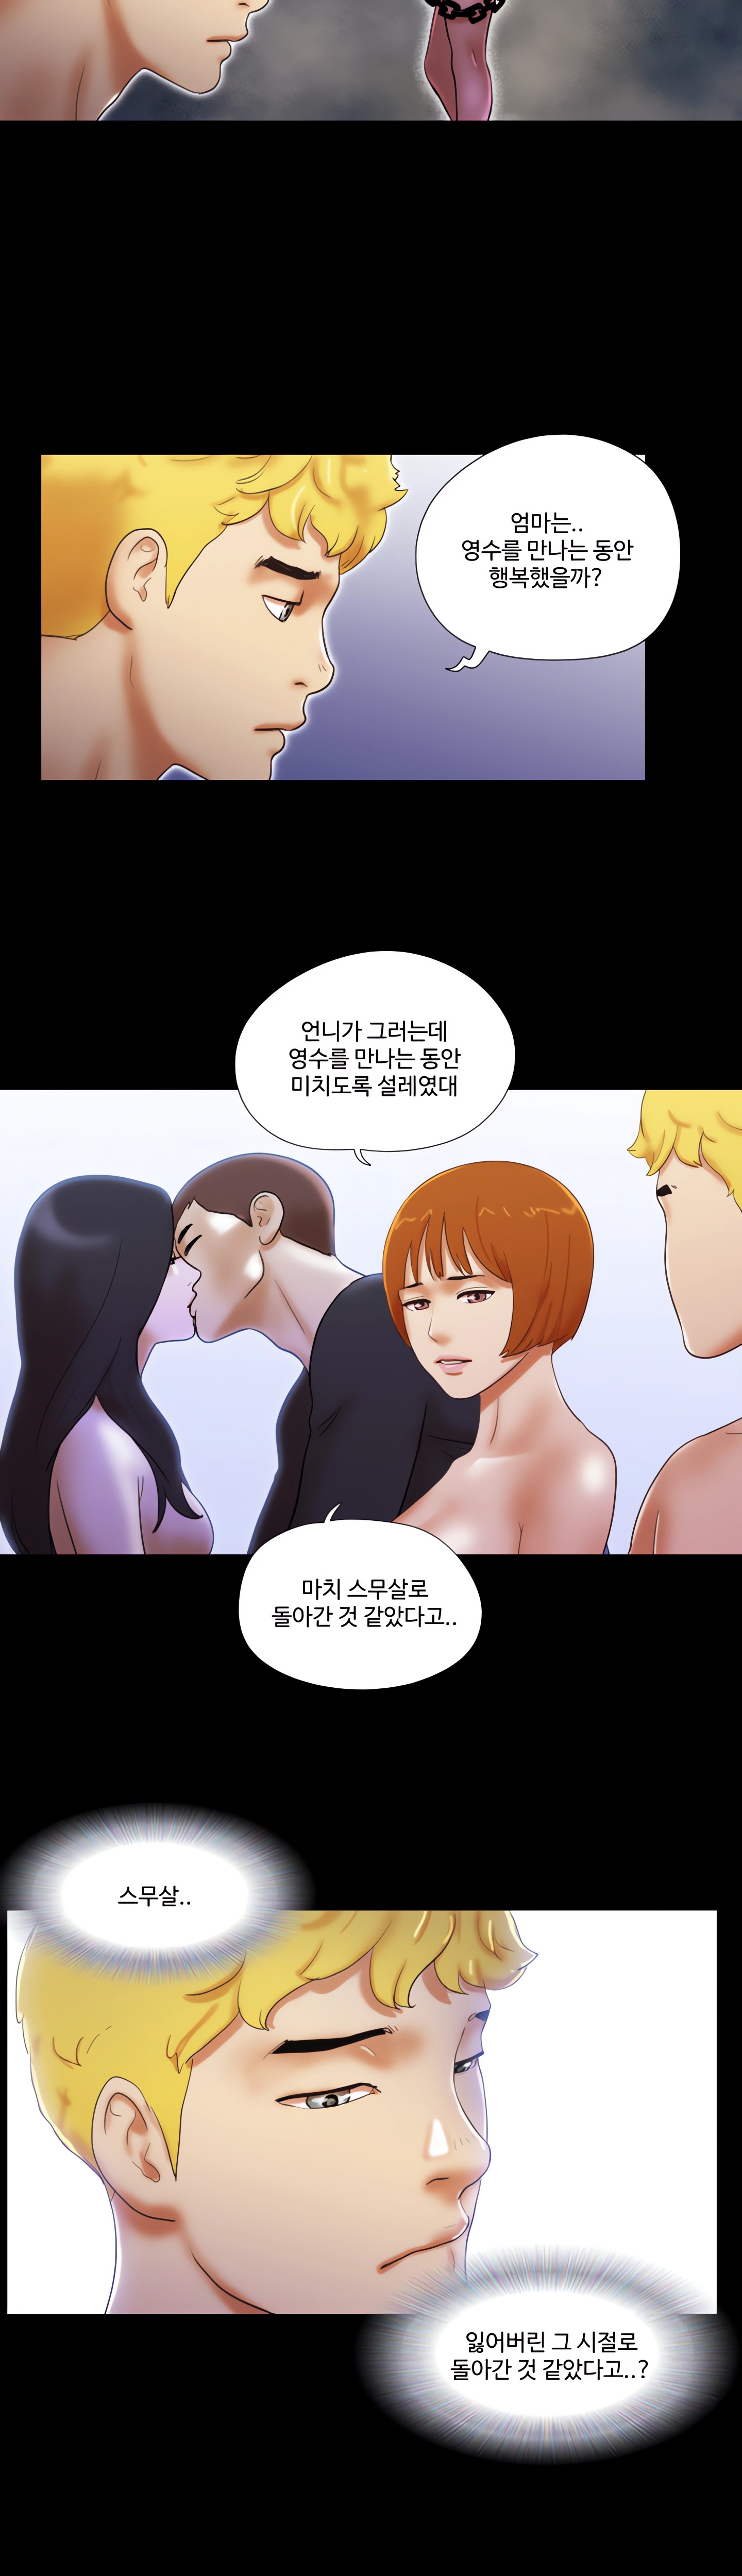 엄마는..
영수를 만나는 동안
행복했을까?
언니가 그러는데
영수를 만나는 동안
미치도록 설레였대
마치 스무살로
돌아간 것 같았다고..
스무살..
잃어버린 그 시절로
돌아간 것 같았다고..?